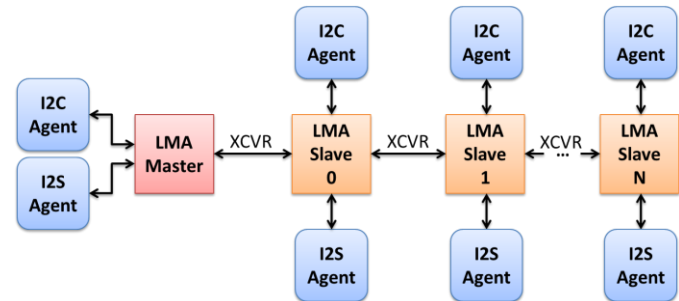 I2C
Agent
I2C
Agent
I2C
Agent
I2C
Agent
I2S
Agent
LMA
Master
XCVR
LMA
Slave
0
XCVR
LMA
Slave
1
XCVR
...
LMA
Slave
N
I2S
Agent
I2S
Agent
I2S
Agent